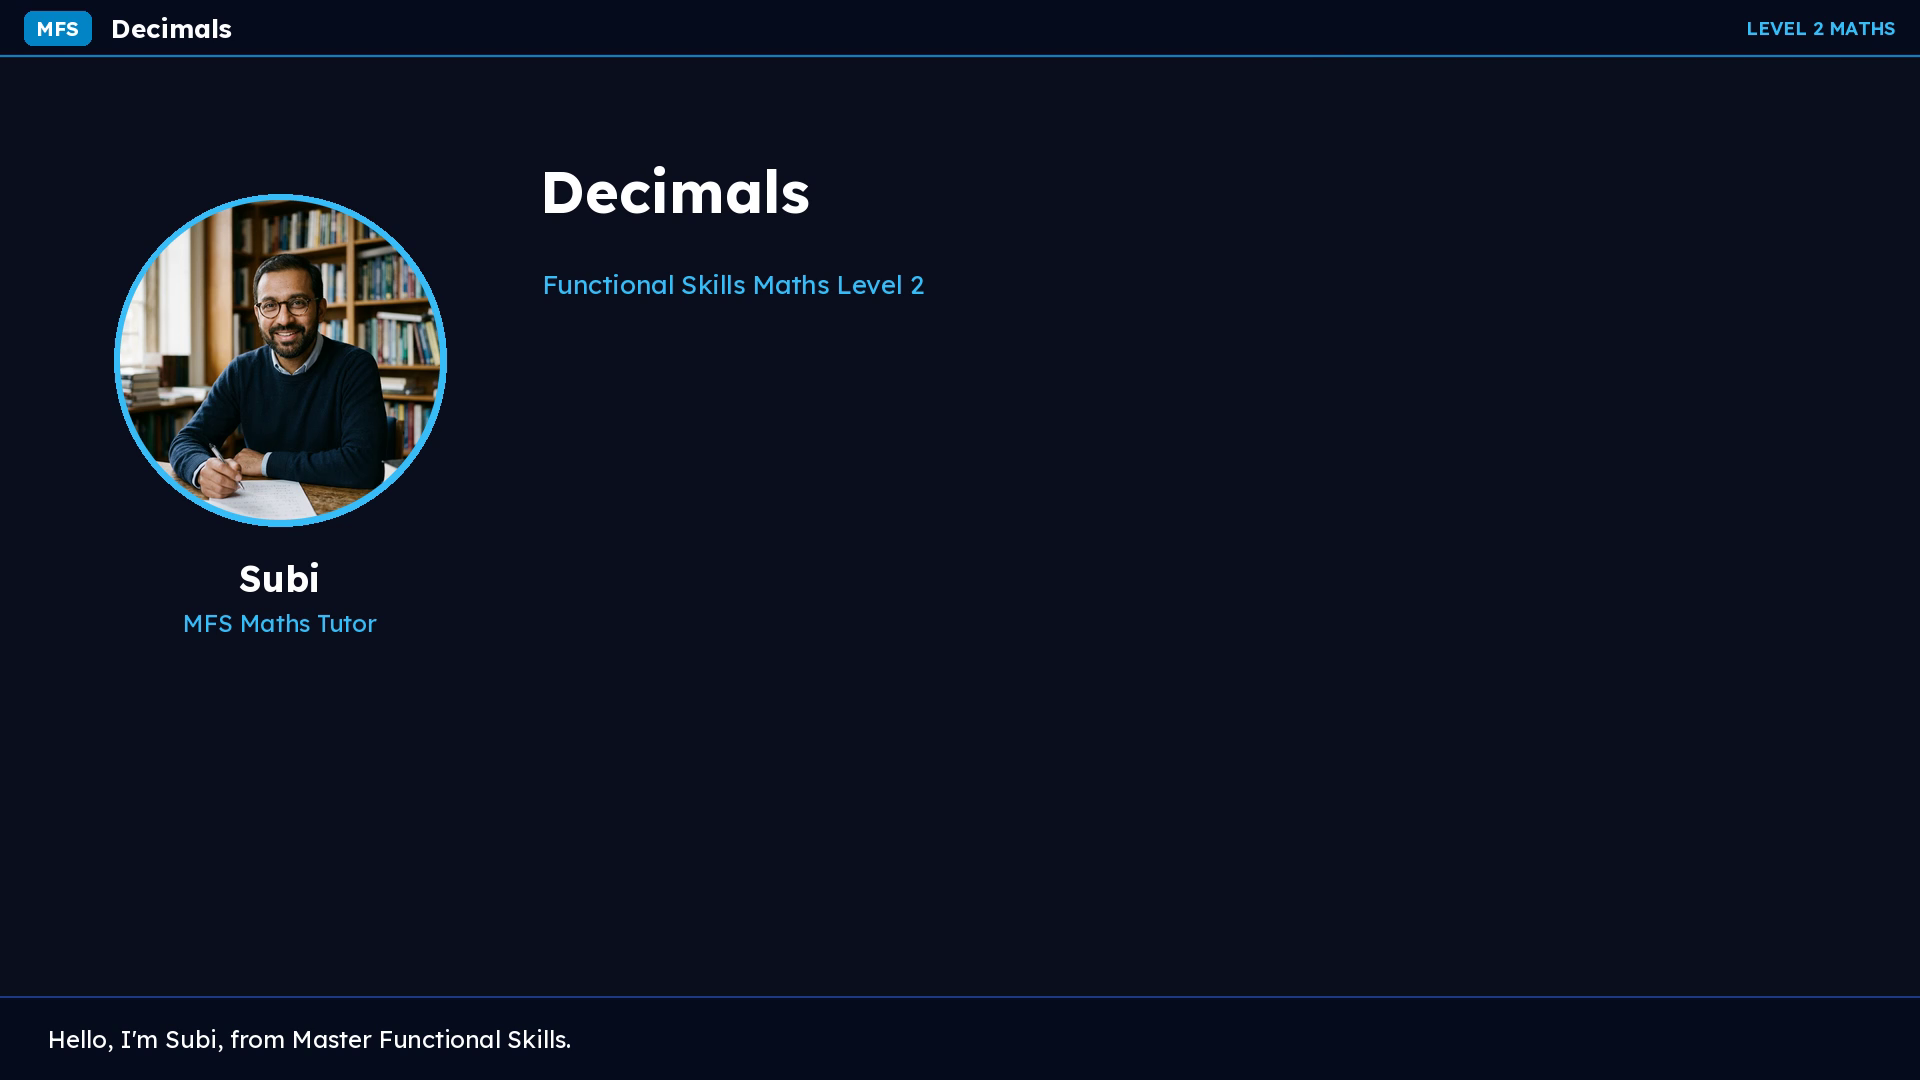 MFS Decimals
LEVEL 2 MATHS
Decimals
Functional Skills Maths Level 2
Subi
MFS Maths Tutor
Hello, I'm Subi, from Master Functional Skills.